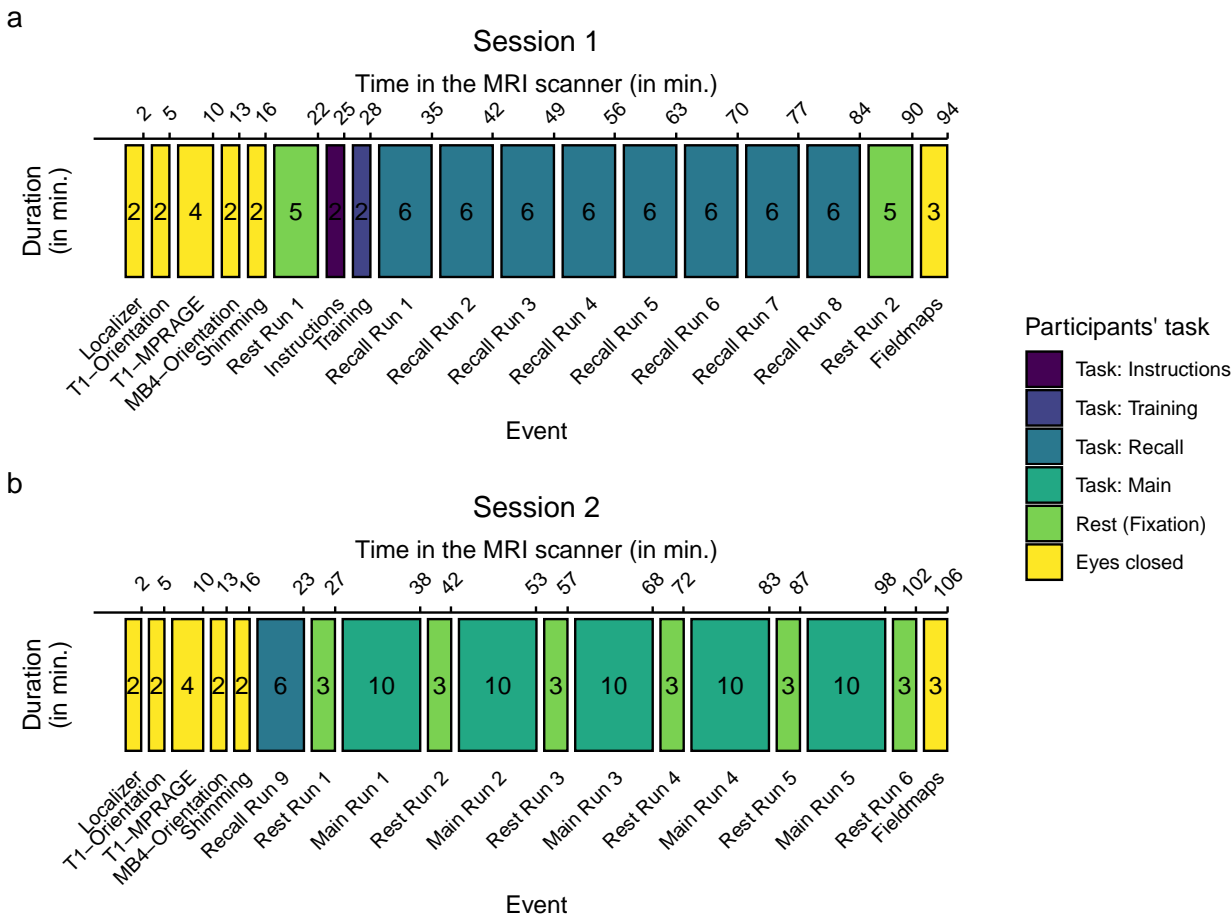 a
Session 1
Time in the MRI scanner (in min.)
2 5 10 13 16 22 25 28 35 42 49 56 63 70 77 84 90 94
Duration
(in min.)
2 2 4 2 2 5 2 2 6 6 6 6 6 6 6 6 5 3
Localizer
T1–Orientation
T1–MPRAGE
MB4–Orientation
Shimming
Rest Run 1
Instructions
Training
Recall Run 1
Recall Run 2
Recall Run 3
Recall Run 4
Recall Run 5
Recall Run 6
Recall Run 7
Recall Run 8
Rest Run 2
Fieldmaps
Event
Participants' task
Task: Instructions
Task: Training
Task: Recall
Task: Main
Rest (Fixation)
Eyes closed
b
Session 2
Time in the MRI scanner (in min.)
2 5 10 13 16 23 27 38 42 53 57 68 72 83 87 98 102 106
Duration
(in min.)
2 2 4 2 2 6 3 10 3 10 3 10 3 10 3 10 3 3
Localizer
T1–Orientation
T1–MPRAGE
MB4–Orientation
Shimming
Recall Run 9
Rest Run 1
Main Run 1
Rest Run 2
Main Run 2
Rest Run 3
Main Run 3
Rest Run 4
Main Run 4
Rest Run 5
Main Run 5
Rest Run 6
Fieldmaps
Event